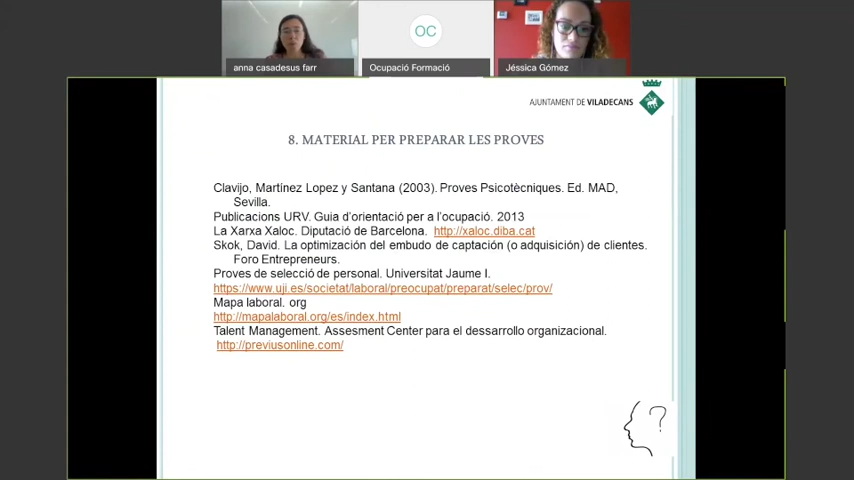 OC
anna casadesus farr
Ocupació Formació
Jéssica Gómez
AJUNTAMENT DE VILADECANS
8. MATERIAL PER PREPARAR LES PROVES
Clavijo, Martínez Lopez y Santana (2003). Proves Psicotècniques. Ed. MAD,
Sevilla.
Publicacions URV. Guia d'orientació per a l'ocupació. 2013
La Xarxa Xaloc. Diputació de Barcelona. http://xaloc.diba.cat
Skok, David. La optimización del embudo de captación (o adquisición) de clientes.
Foro Entrepreneurs.
Proves de selecció de personal. Universitat Jaume I.
https://www.uji.es/societat/laboral/preocupat/preparat/selec/prov/
Mapa laboral. org
http://mapalaboral.org/es/index.html
Talent Management. Assesment Center para el dessarrollo organizacional.
http://previusonline.com/
?